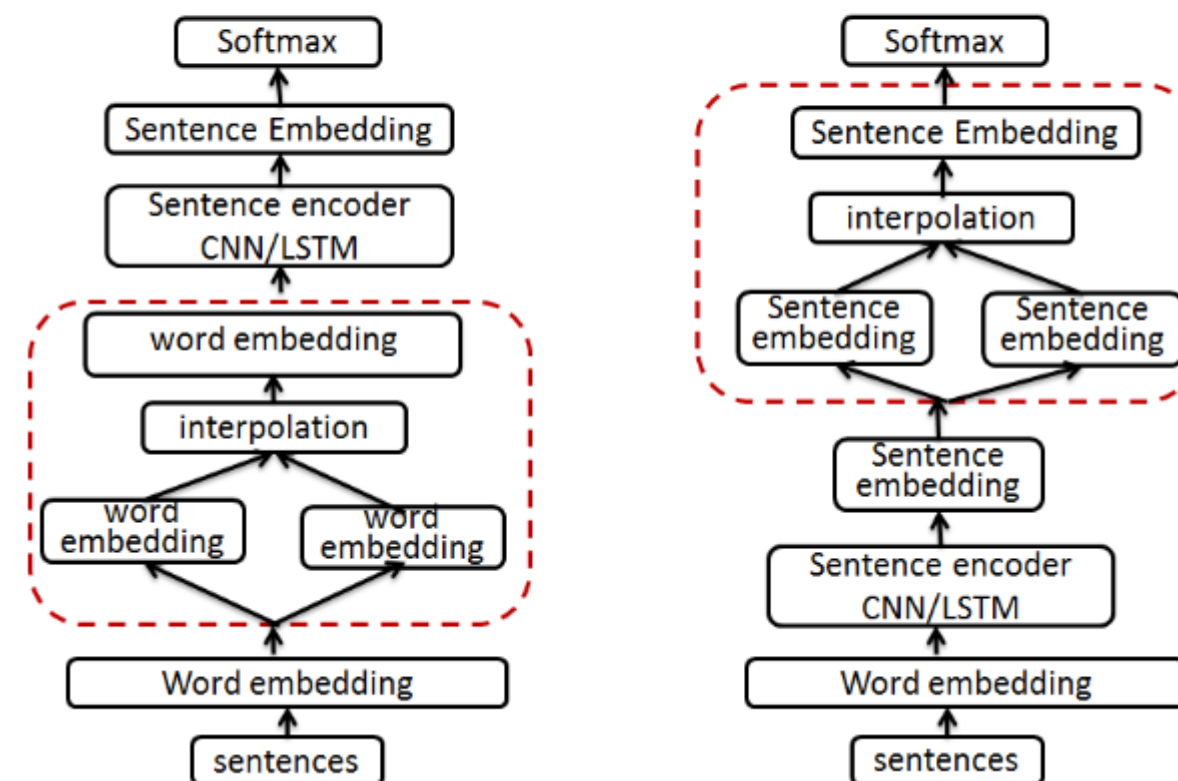 Softmax
Sentence Embedding
Sentence encoder
CNN/LSTM
word embedding
interpolation
word
embedding
word
embedding
Word embedding
sentences
Softmax
Sentence Embedding
interpolation
Sentence
embedding
Sentence
embedding
Sentence
embedding
Sentence encoder
CNN/LSTM
Word embedding
sentences